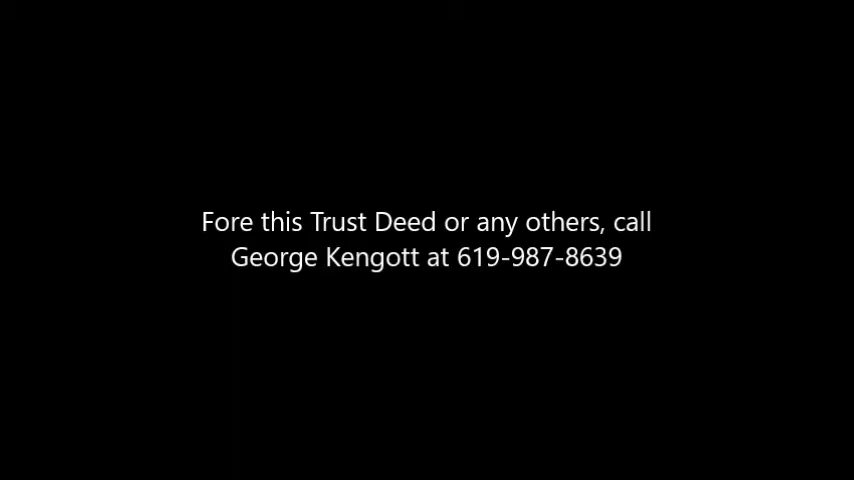 Fore this Trust Deed or any others, call
George Kengott at 619-987-8639